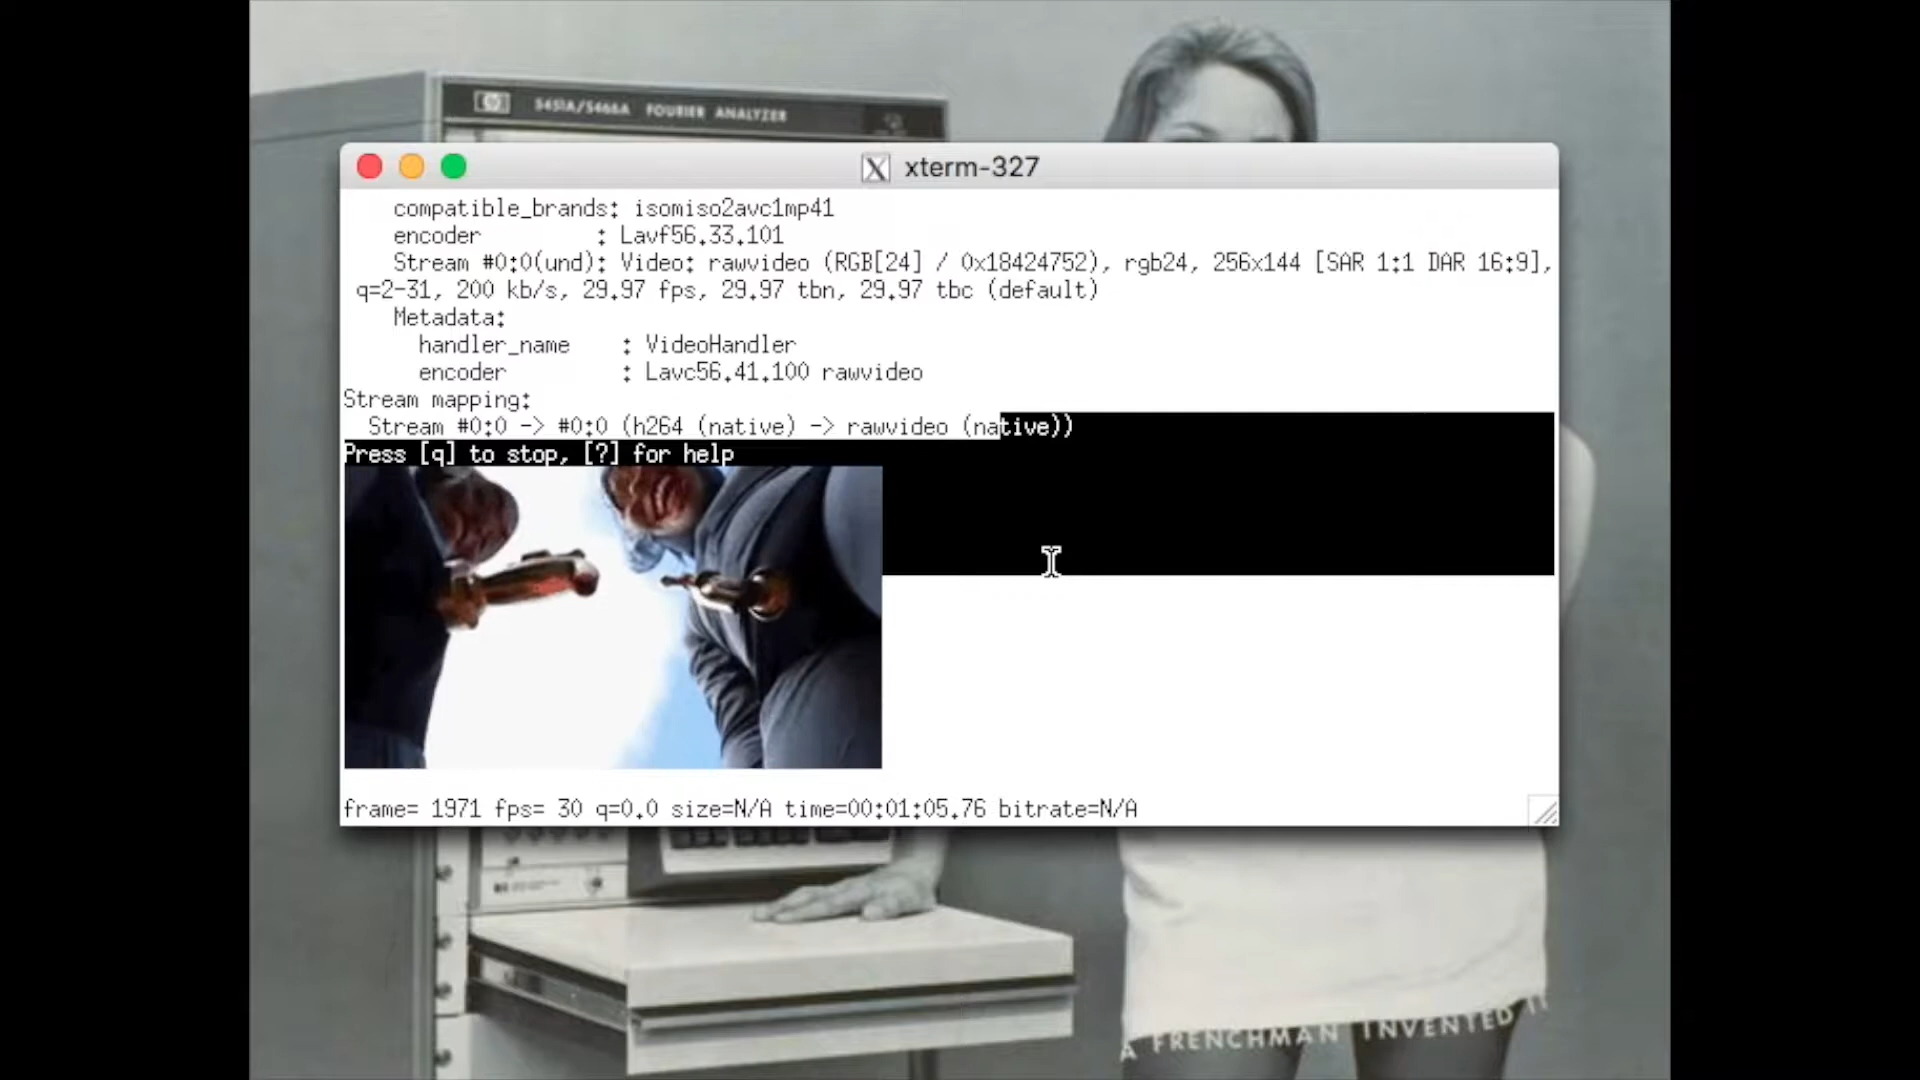 hp 5451A/5466A FOURIER ANALYZER
X xterm-327
compatible_brands: isomiso2avc1mp41
encoder : Lavf56.33.101
Stream #0:0(und): Video: rawvideo (RGB[24] / 0x18424752), rgb24, 256x144 [SAR 1:1 DAR 16:9],
q=2-31, 200 kb/s, 29.97 fps, 29.97 tbn, 29.97 tbc (default)
Metadata:
handler_name : VideoHandler
encoder : Lavc56.41.100 rawvideo
Stream mapping:
Stream #0:0 -> #0:0 (h264 (native) -> rawvideo (native))
Press [q] to stop, [?] for help
frame= 1971 fps= 30 q=0.0 size=N/A time=00:01:05.76 bitrate=N/A
A FRENCHMAN INVENTED IT